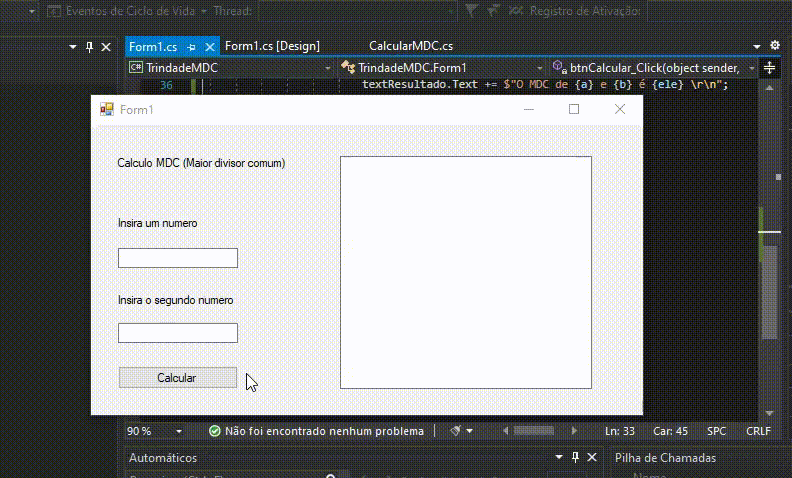 Eventos de Ciclo de Vida Thread:
Registro de Ativação:
Form1.cs Form1.cs [Design] CalcularMDC.cs
C# TrindadeMDC TrindadeMDC.Form1 btnCalcular_Click(object sender,
36 textResultado.Text += $"O MDC de {a} e {b} é {ele} \r\n";
Form1
Calculo MDC (Maior divisor comum)
Insira um numero
Insira o segundo numero
Calcular
90 % Não foi encontrado nenhum problema Ln: 33 Car: 45 SPC CRLF
Automáticos Pilha de Chamadas
Nome